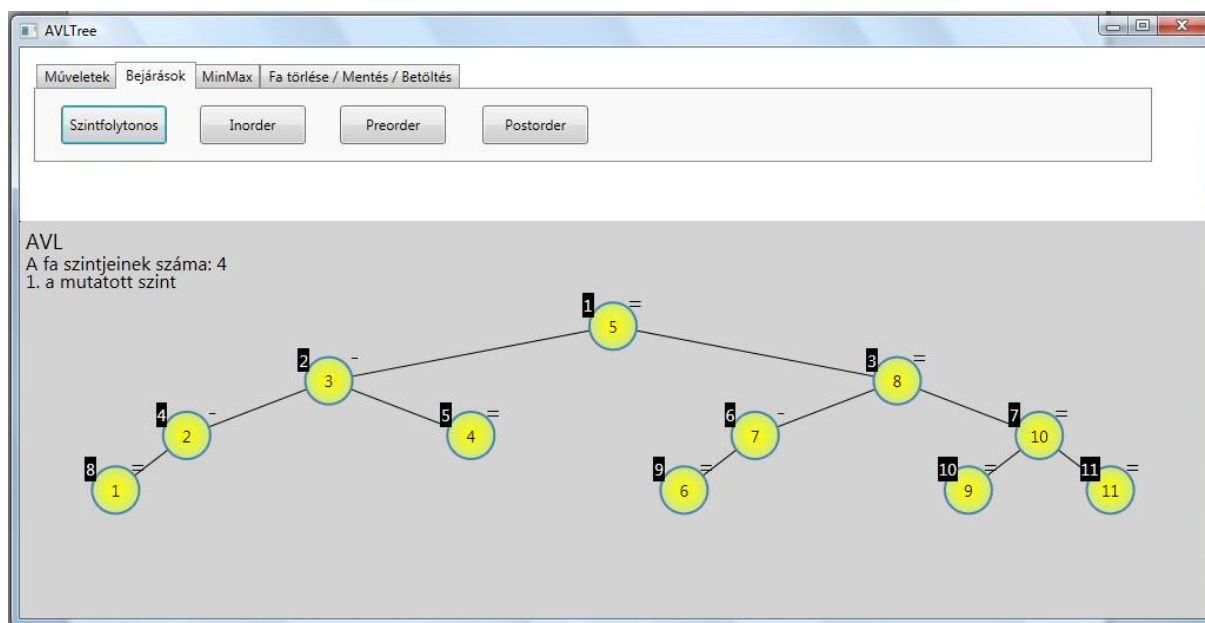 AVLTree
Műveletek Bejárások MinMax Fa törlése / Mentés / Betöltés
Szintfolytonos Inorder Preorder Postorder
AVL
A fa szintjeinek száma: 4
1. a mutatott szint
1 5 =
2 3 - 3 8 =
4 2 - 5 4 = 6 7 - 7 10 =
8 1 = 9 6 = 10 9 = 11 11 =